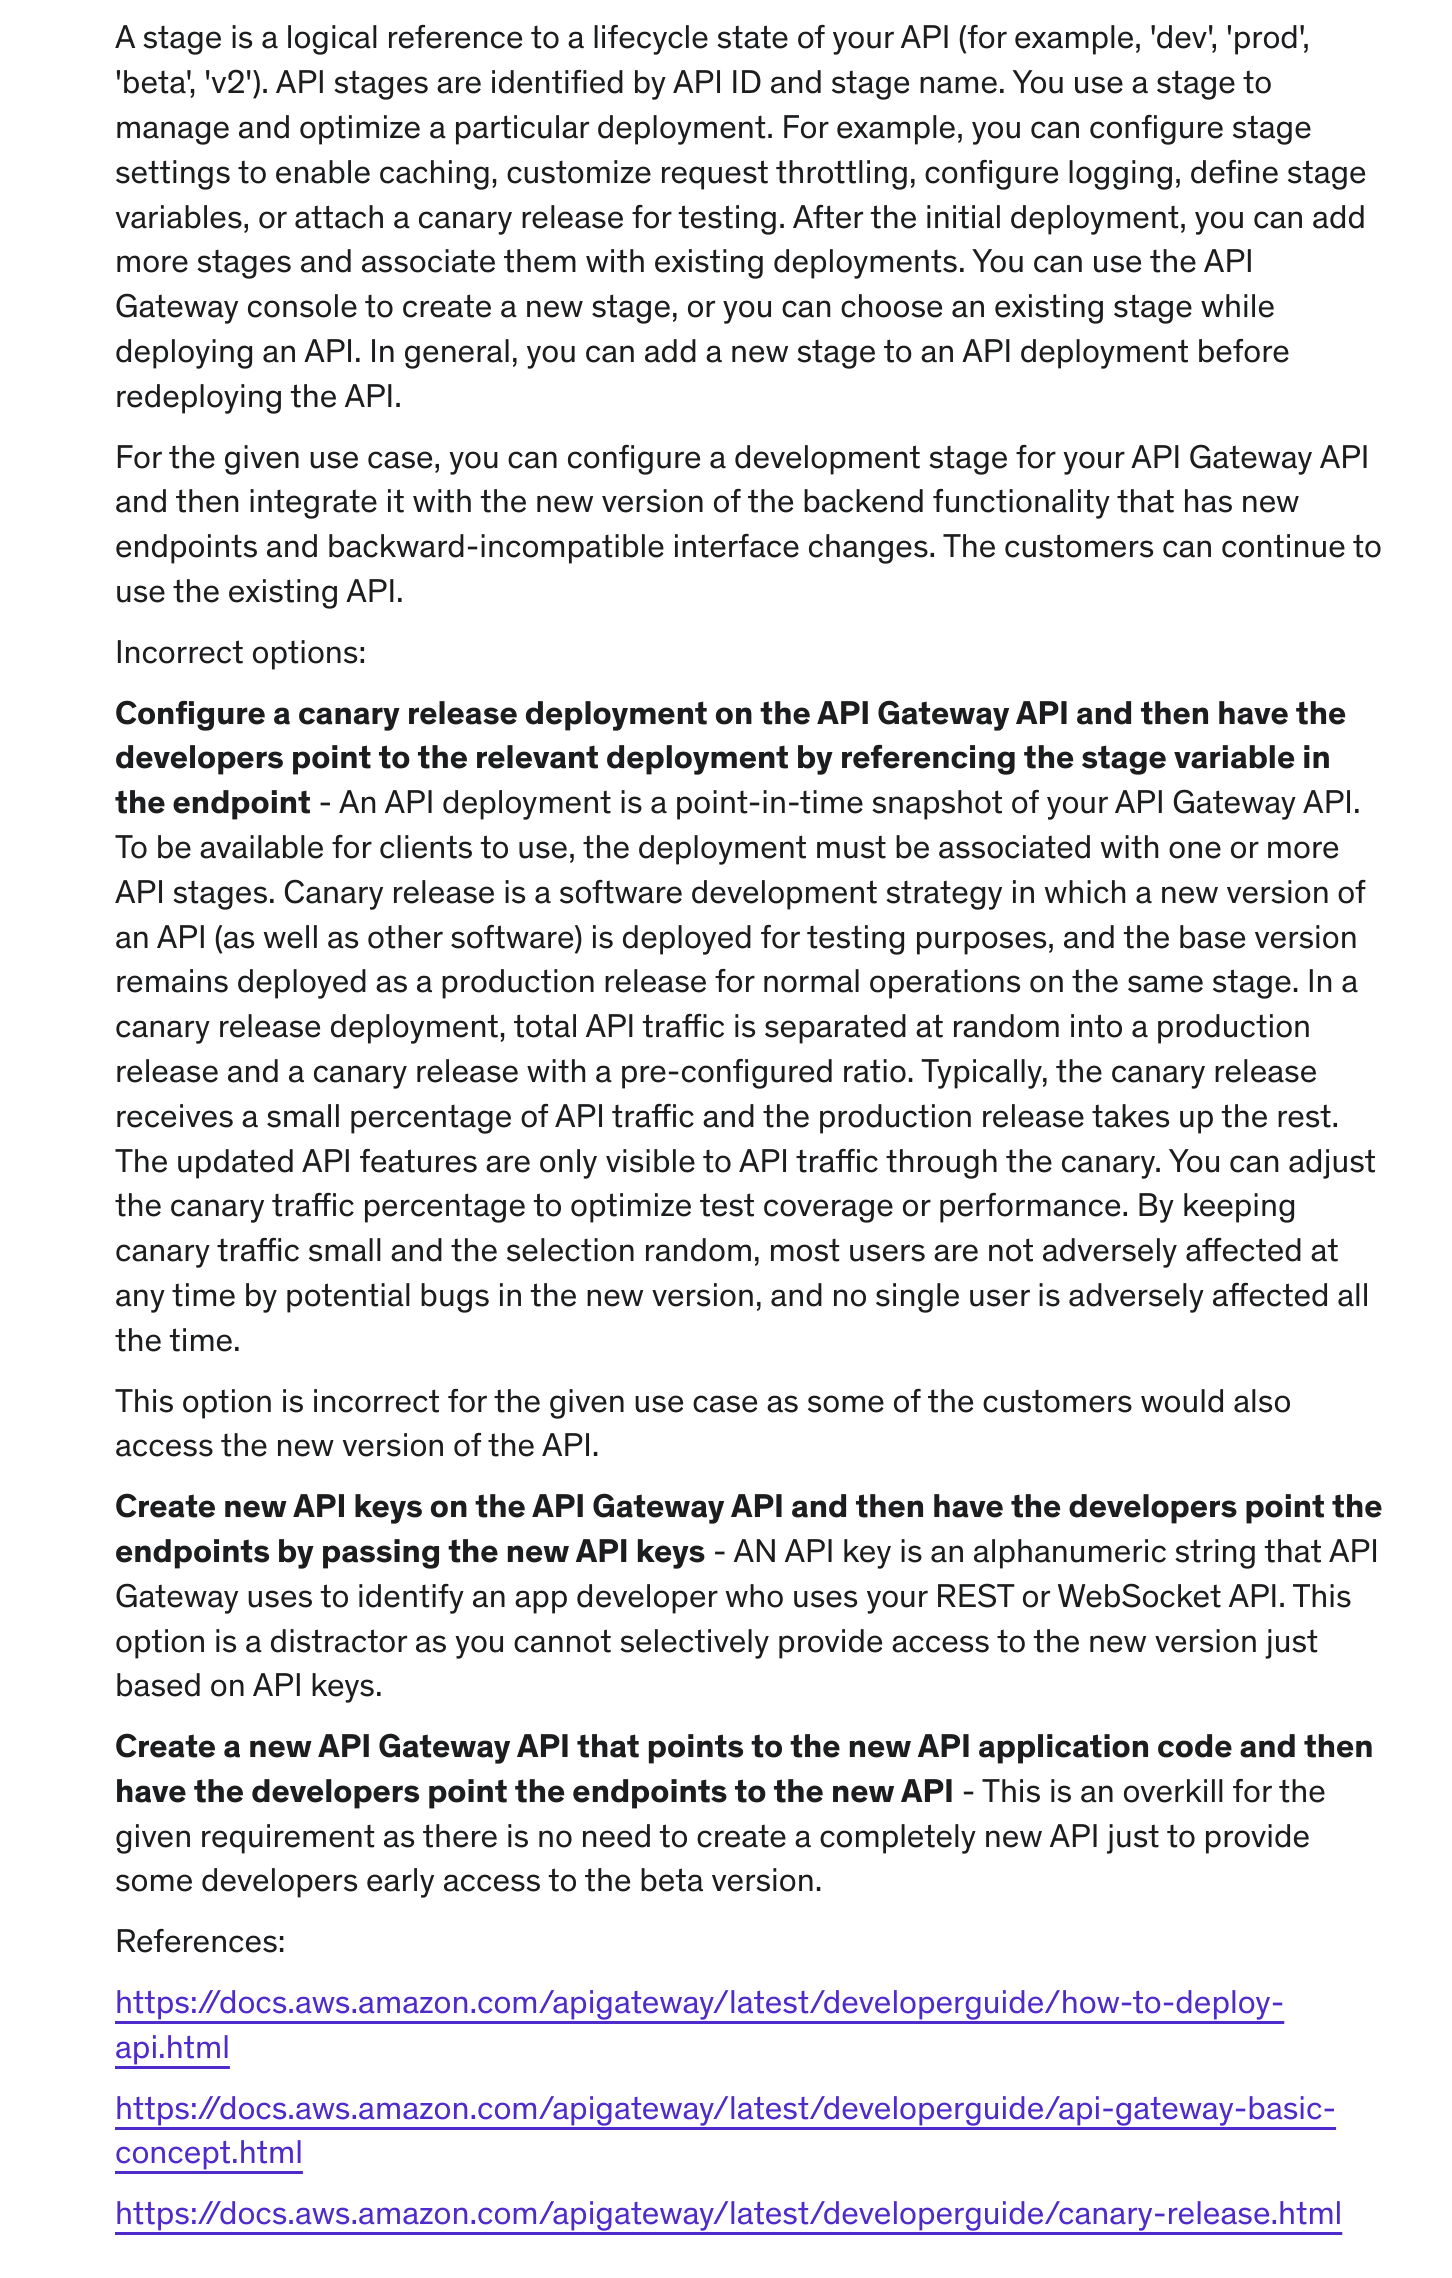 A stage is a logical reference to a lifecycle state of your API (for example, 'dev', 'prod',
'beta', 'v2'). API stages are identified by API ID and stage name. You use a stage to
manage and optimize a particular deployment. For example, you can configure stage
settings to enable caching, customize request throttling, configure logging, define stage
variables, or attach a canary release for testing. After the initial deployment, you can add
more stages and associate them with existing deployments. You can use the API
Gateway console to create a new stage, or you can choose an existing stage while
deploying an API. In general, you can add a new stage to an API deployment before
redeploying the API.
For the given use case, you can configure a development stage for your API Gateway API
and then integrate it with the new version of the backend functionality that has new
endpoints and backward-incompatible interface changes. The customers can continue to
use the existing API.
Incorrect options:
Configure a canary release deployment on the API Gateway API and then have the
developers point to the relevant deployment by referencing the stage variable in
the endpoint - An API deployment is a point-in-time snapshot of your API Gateway API.
To be available for clients to use, the deployment must be associated with one or more
API stages. Canary release is a software development strategy in which a new version of
an API (as well as other software) is deployed for testing purposes, and the base version
remains deployed as a production release for normal operations on the same stage. In a
canary release deployment, total API traffic is separated at random into a production
release and a canary release with a pre-configured ratio. Typically, the canary release
receives a small percentage of API traffic and the production release takes up the rest.
The updated API features are only visible to API traffic through the canary. You can adjust
the canary traffic percentage to optimize test coverage or performance. By keeping
canary traffic small and the selection random, most users are not adversely affected at
any time by potential bugs in the new version, and no single user is adversely affected all
the time.
This option is incorrect for the given use case as some of the customers would also
access the new version of the API.
Create new API keys on the API Gateway API and then have the developers point the
endpoints by passing the new API keys - AN API key is an alphanumeric string that API
Gateway uses to identify an app developer who uses your REST or WebSocket API. This
option is a distractor as you cannot selectively provide access to the new version just
based on API keys.
Create a new API Gateway API that points to the new API application code and then
have the developers point the endpoints to the new API - This is an overkill for the
given requirement as there is no need to create a completely new API just to provide
some developers early access to the beta version.
References:
https://docs.aws.amazon.com/apigateway/latest/developerguide/how-to-deploy-
api.html
https://docs.aws.amazon.com/apigateway/latest/developerguide/api-gateway-basic-
concept.html
https://docs.aws.amazon.com/apigateway/latest/developerguide/canary-release.html